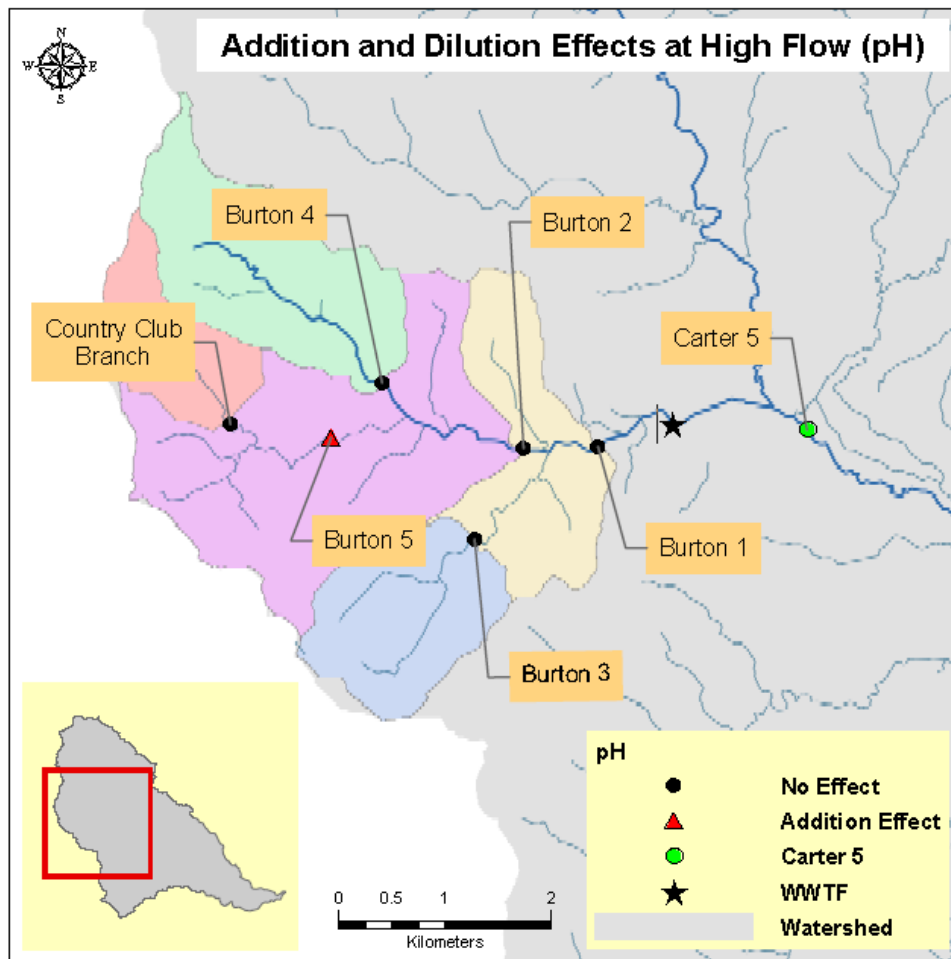 Addition and Dilution Effects at High Flow (pH)
N
W E
S
Burton 4
Burton 2
Country Club
Branch
Carter 5
Burton 5
Burton 1
Burton 3
pH
No Effect
Addition Effect
Carter 5
WWTF
Watershed
0 0.5 1 2
Kilometers